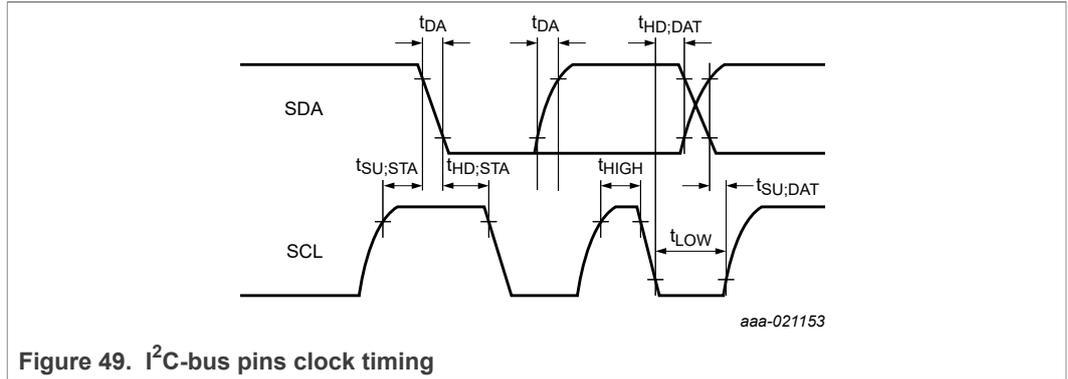 tDA tDA tHD;DAT
SDA
tSU;STA tHD;STA tHIGH
tSU;DAT
tLOW
SCL
aaa-021153
Figure 49. I²C-bus pins clock timing